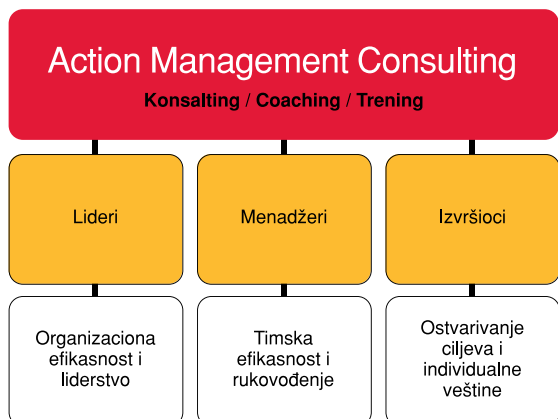 Action Management Consulting
Konsalting / Coaching / Trening
Lideri
Menadžeri
Izvršioci
Organizaciona
efikasnost i
liderstvo
Timska
efikasnost i
rukovođenje
Ostvarivanje
ciljeva i
individualne
veštine